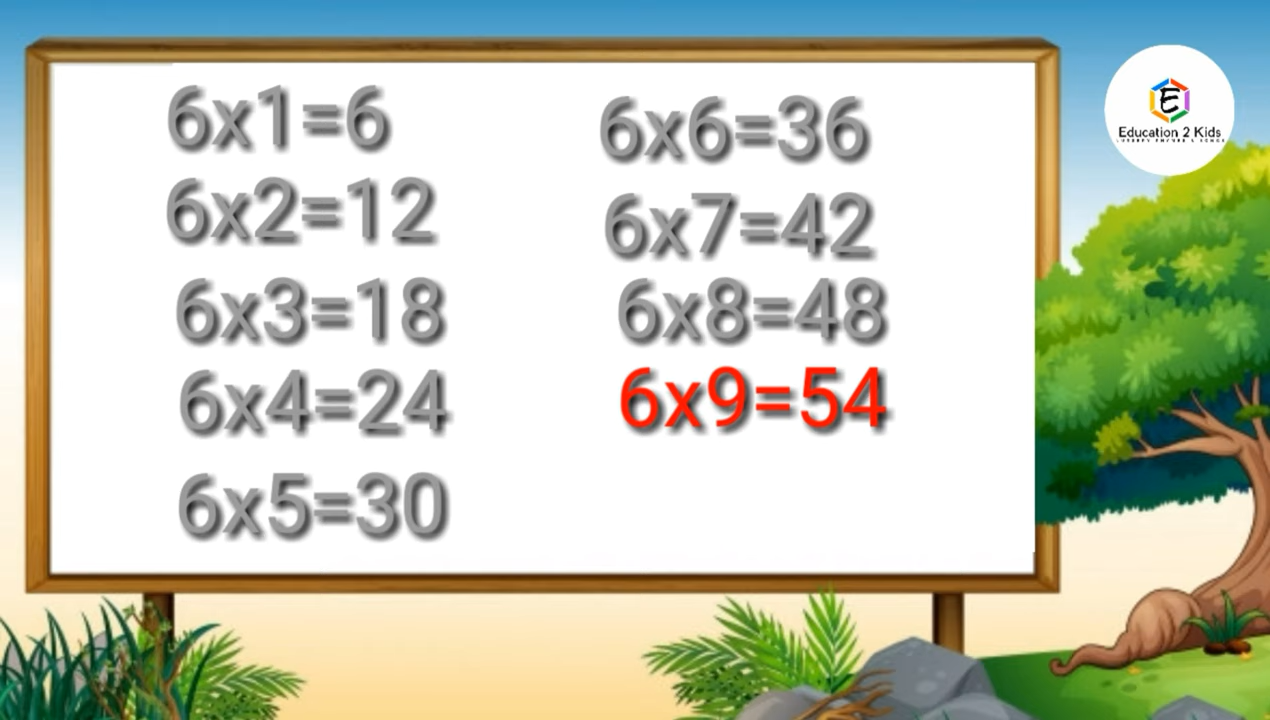 6x1=6
6x2=12
6x3=18
6x4=24
6x5=30
6x6=36
6x7=42
6x8=48
6x9=54
E
Education 2 Kids